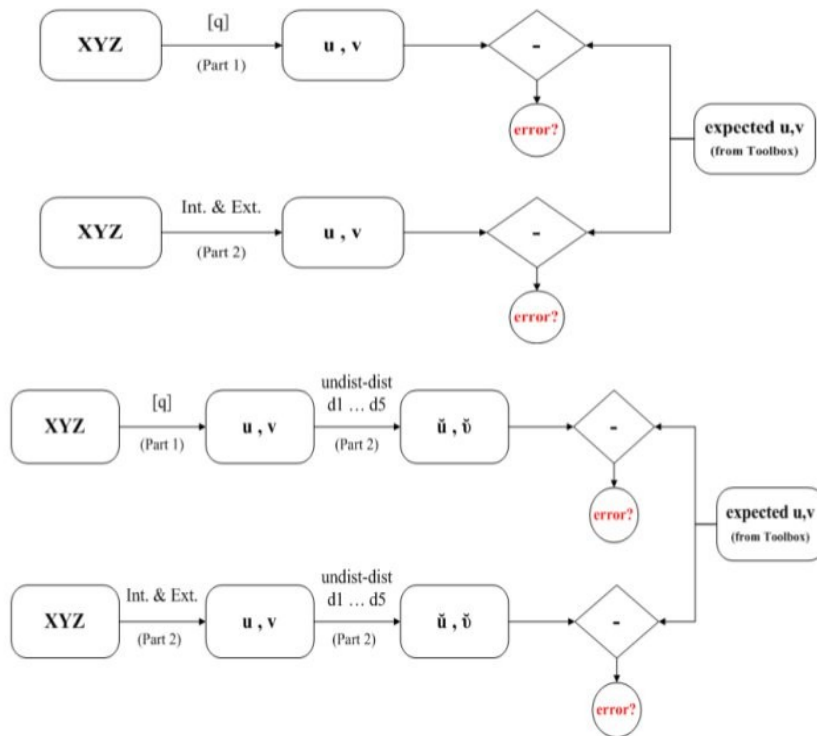 [q]
XYZ
u , v
-
(Part 1)
error?
expected u,v
(from Toolbox)
Int. & Ext.
XYZ
u , v
-
(Part 2)
error?
undist-dist
[q]
d1 ... d5
XYZ
u , v
ŭ , ῠ
-
(Part 1)
(Part 2)
error?
expected u,v
(from Toolbox)
undist-dist
Int. & Ext.
d1 ... d5
XYZ
u , v
ŭ , ῠ
-
(Part 2)
(Part 2)
error?